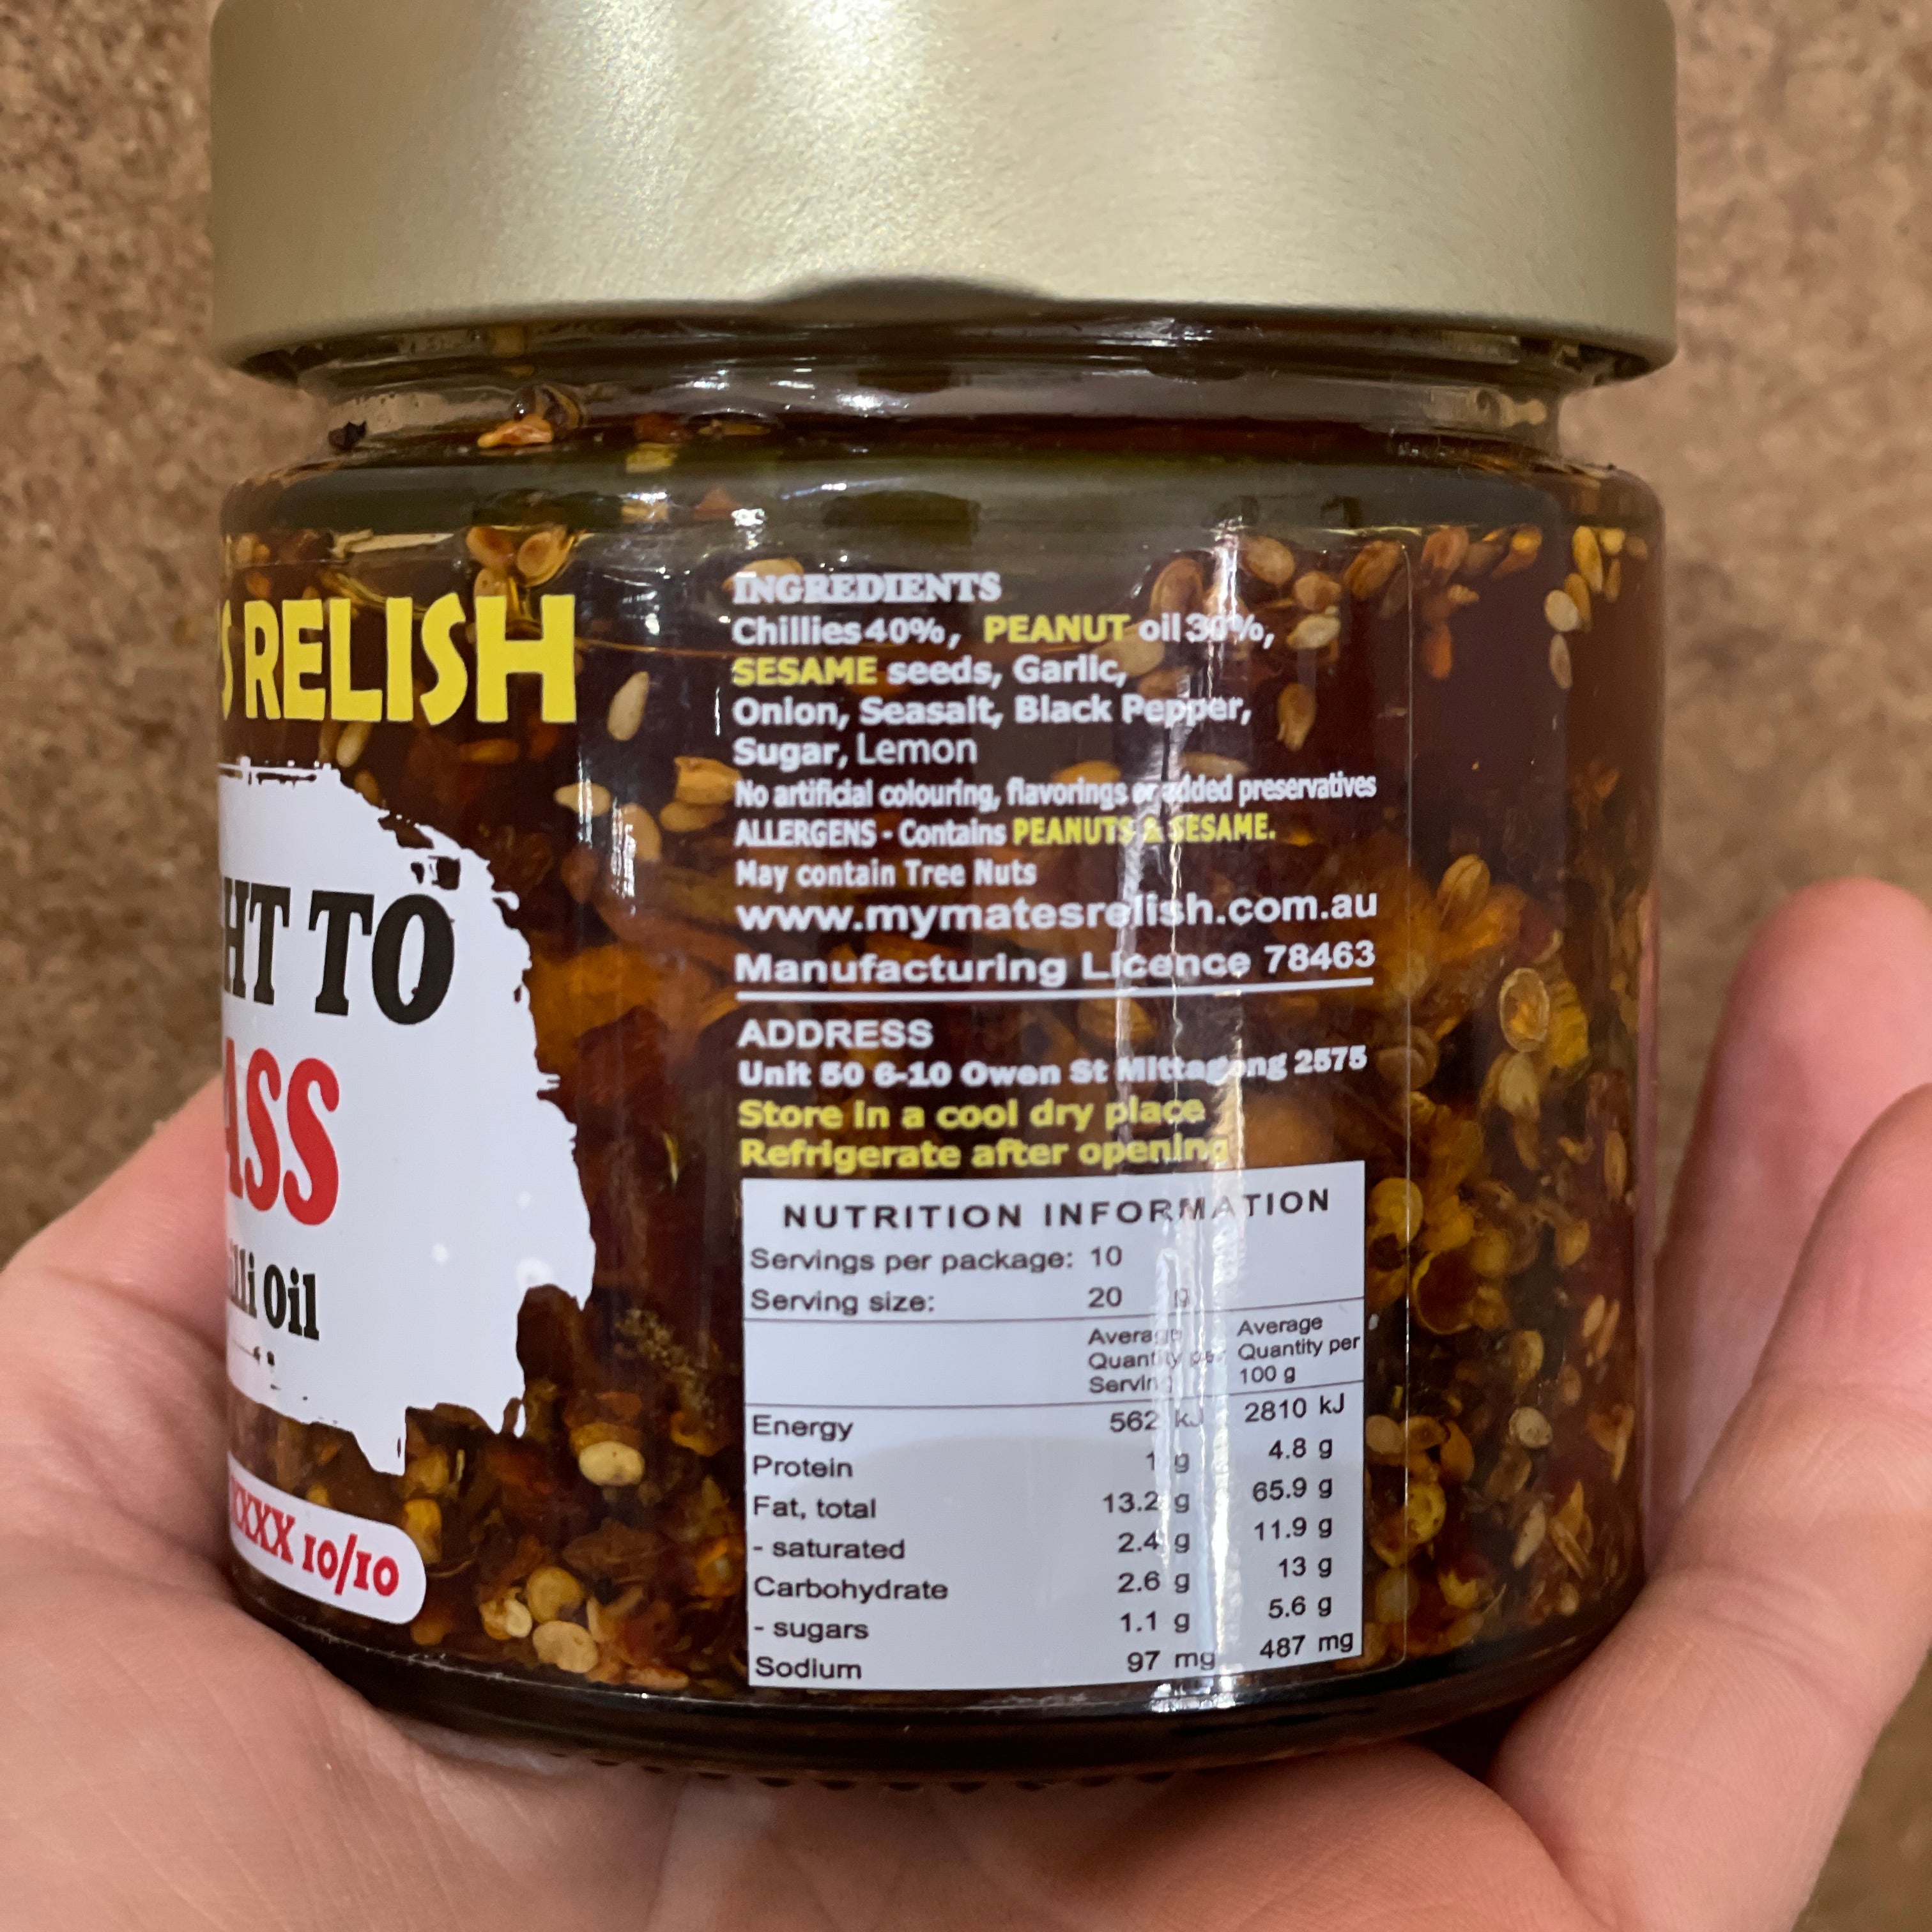 S RELISH
HT TO
ASS
illi Oil
XXX 10/10
INGREDIENTS
Chillies 40%, PEANUT oil 30%,
SESAME seeds, Garlic,
Onion, Seasalt, Black Pepper,
Sugar, Lemon
No artificial colouring, flavorings or added preservatives
ALLERGENS - Contains PEANUTS & SESAME.
May contain Tree Nuts
www.mymatesrelish.com.au
Manufacturing Licence 78463
ADDRESS
Unit 50 6-10 Owen St Mittagong 2575
Store in a cool dry place
Refrigerate after opening
NUTRITION INFORMATION
Servings per package: 10
Serving size: 20 g
Average Quantity per Serving Average Quantity per 100 g
Energy 562 kJ 2810 kJ
Protein 1 g 4.8 g
Fat, total 13.2 g 65.9 g
- saturated 2.4 g 11.9 g
Carbohydrate 2.6 g 13 g
- sugars 1.1 g 5.6 g
Sodium 97 mg 487 mg